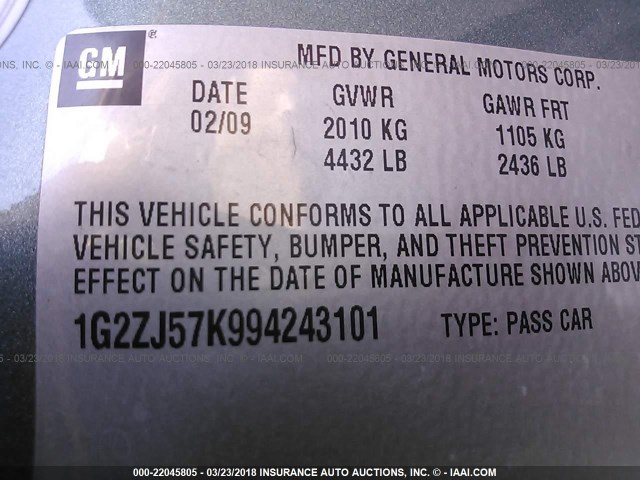 GM ®
MFD BY GENERAL MOTORS CORP.
DATE GVWR GAWR FRT
02/09 2010 KG 1105 KG
4432 LB 2436 LB
THIS VEHICLE CONFORMS TO ALL APPLICABLE U.S. FED
VEHICLE SAFETY, BUMPER, AND THEFT PREVENTION ST
EFFECT ON THE DATE OF MANUFACTURE SHOWN ABOV
1G2ZJ57K994243101 TYPE: PASS CAR
000-22045805 - 03/23/2018 INSURANCE AUTO AUCTIONS, INC. - © IAAI.COM